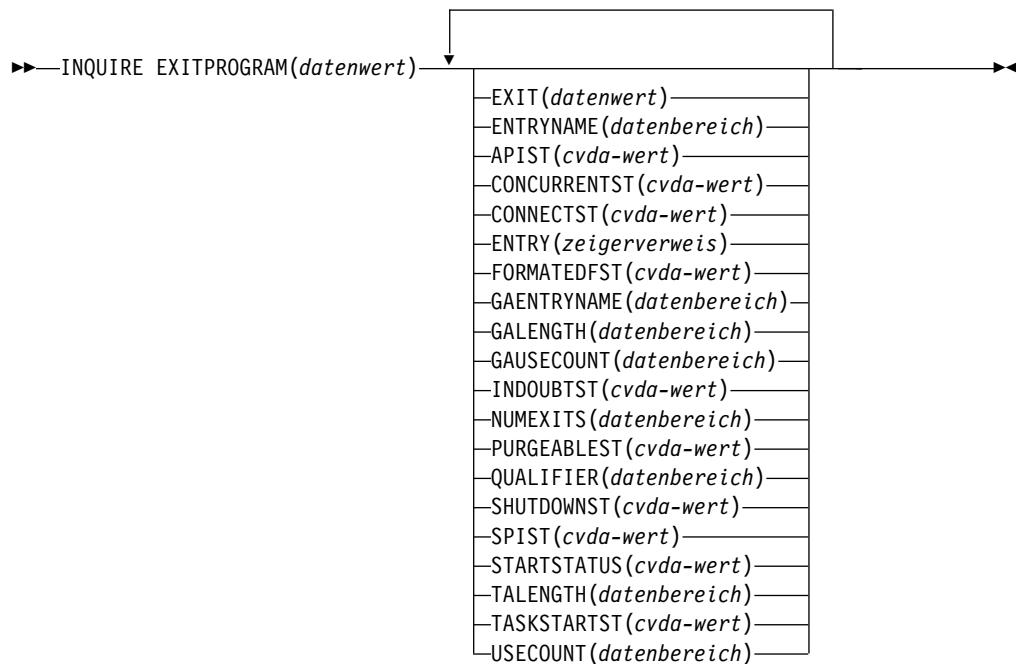 INQUIRE EXITPROGRAM(datenwert)
EXIT(datenwert)
ENTRYNAME(datenbereich)
APIST(cvda-wert)
CONCURRENTST(cvda-wert)
CONNECTST(cvda-wert)
ENTRY(zeigerverweis)
FORMATEDFST(cvda-wert)
GAENTRYNAME(datenbereich)
GALENGTH(datenbereich)
GAUSECOUNT(datenbereich)
INDOUBTST(cvda-wert)
NUMEXITS(datenbereich)
PURGEABLEST(cvda-wert)
QUALIFIER(datenbereich)
SHUTDOWNST(cvda-wert)
SPIST(cvda-wert)
STARTSTATUS(cvda-wert)
TALENGTH(datenbereich)
TASKSTARTST(cvda-wert)
USECOUNT(datenbereich)